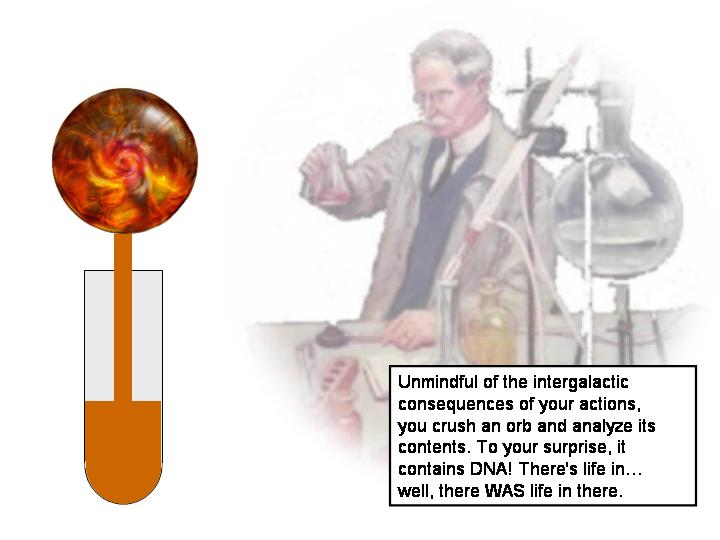 Unmindful of the intergalactic
consequences of your actions,
you crush an orb and analyze its
contents. To your surprise, it
contains DNA! There's life in...
well, there WAS life in there.